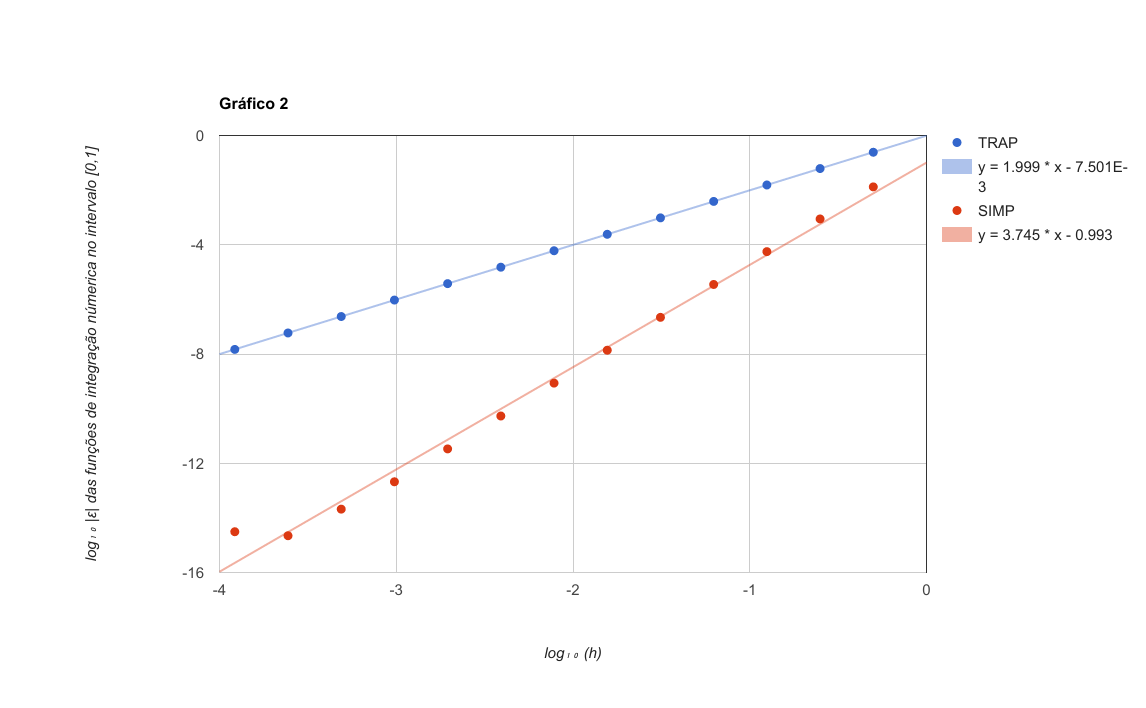 Gráfico 2
log₁₀ |ε| das funções de integração númerica no intervalo [0,1]
0
-4
-8
-12
-16
-4
-3
-2
-1
0
log₁₀ (h)
TRAP
y = 1.999 * x - 7.501E-
3
SIMP
y = 3.745 * x - 0.993